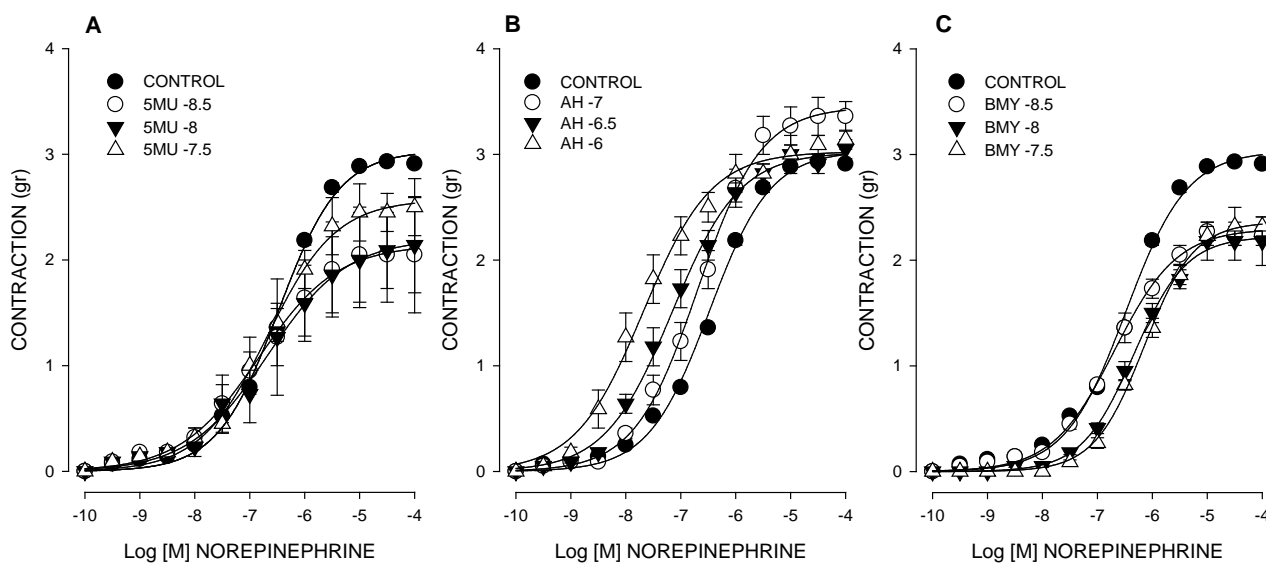 A
4
3
2
1
0
CONTRACTION (gr)
CONTROL
5MU -8.5
5MU -8
5MU -7.5
-10
-9
-8
-7
-6
-5
-4
Log [M] NOREPINEPHRINE
B
4
3
2
1
0
CONTRACTION (gr)
CONTROL
AH -7
AH -6.5
AH -6
-10
-9
-8
-7
-6
-5
-4
Log [M] NOREPINEPHRINE
C
4
3
2
1
0
CONTRACTION (gr)
CONTROL
BMY -8.5
BMY -8
BMY -7.5
-10
-9
-8
-7
-6
-5
-4
Log [M] NOREPINEPHRINE